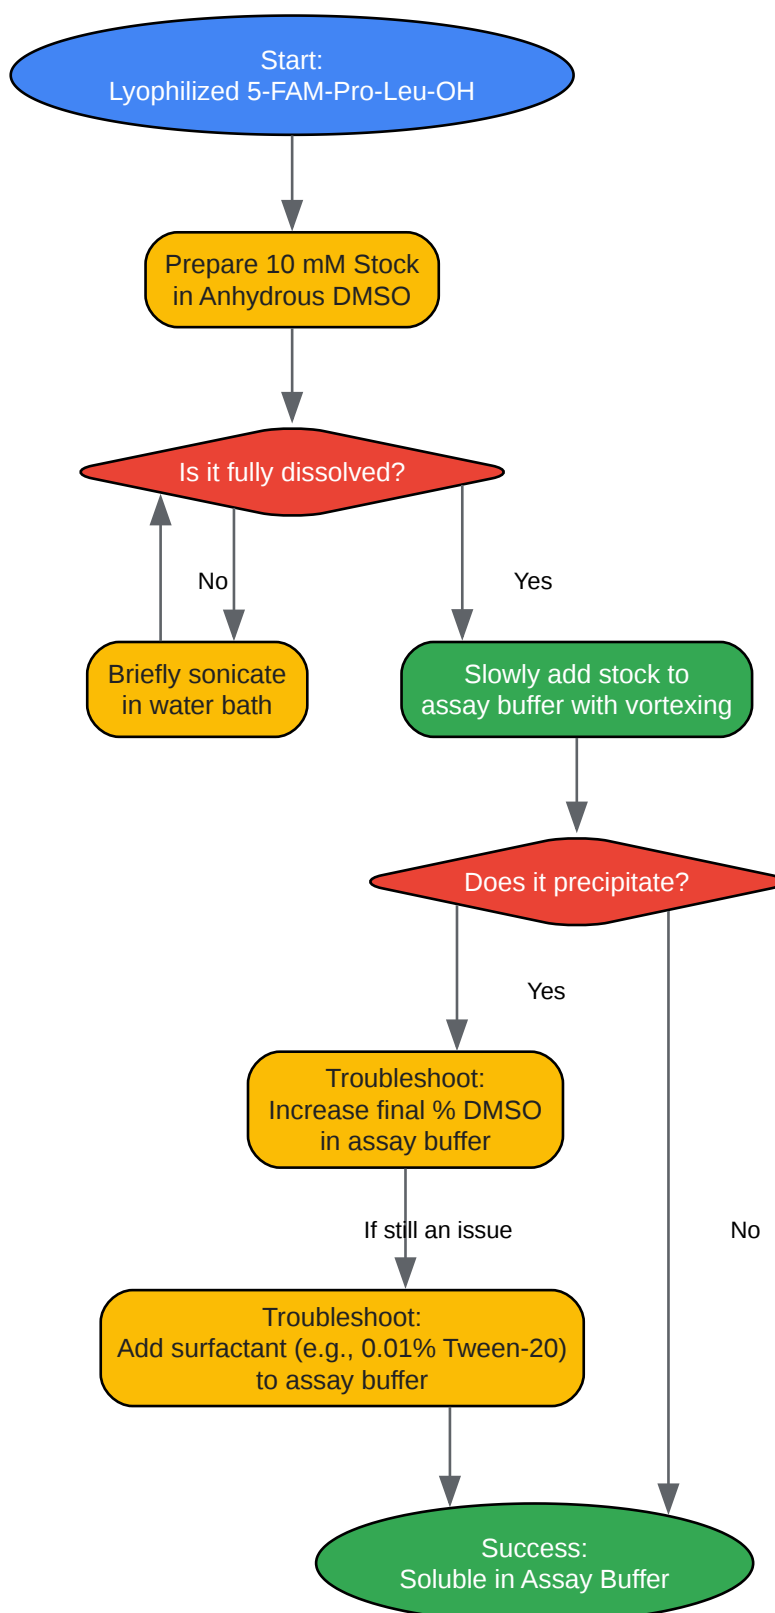 Start:
Lyophilized 5-FAM-Pro-Leu-OH
Prepare 10 mM Stock
in Anhydrous DMSO
Is it fully dissolved?
No
Yes
Briefly sonicate
in water bath
Slowly add stock to
assay buffer with vortexing
Does it precipitate?
Yes
Troubleshoot:
Increase final % DMSO
in assay buffer
If still an issue
No
Troubleshoot:
Add surfactant (e.g., 0.01% Tween-20)
to assay buffer
Success:
Soluble in Assay Buffer